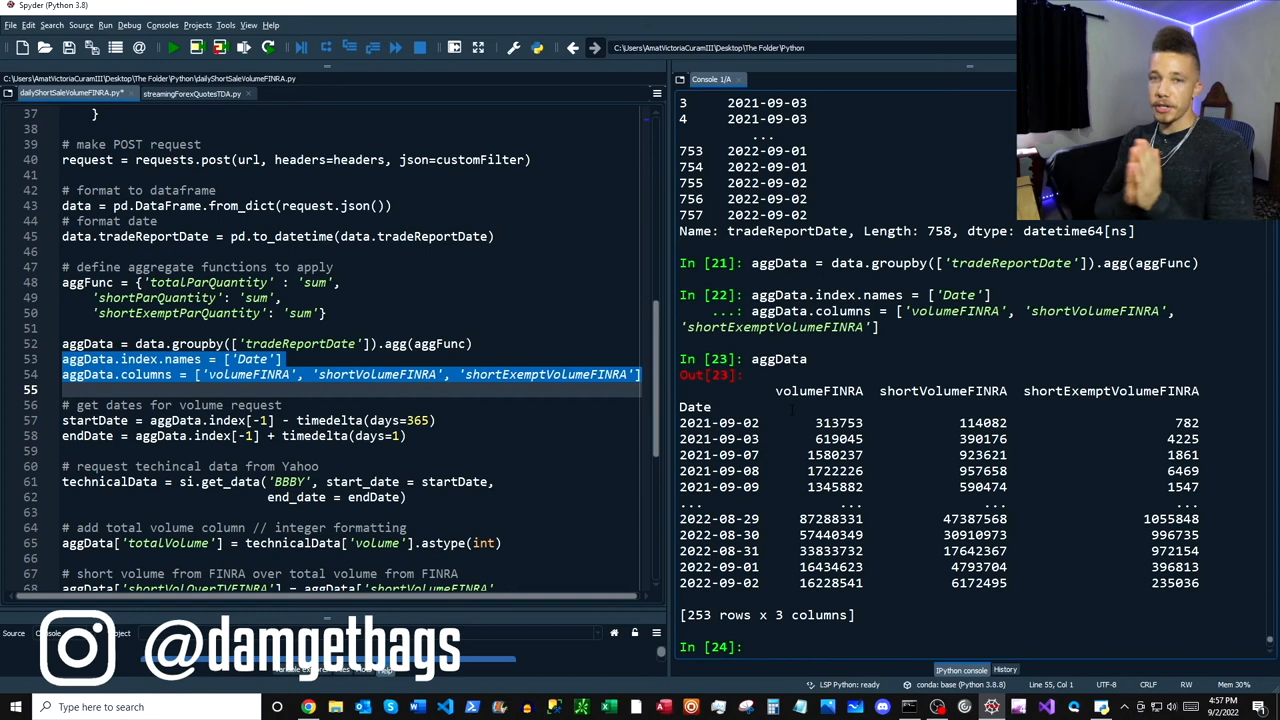 Spyder (Python 3.8)
File Edit Search Source Run Debug Consoles Projects Tools View Help
C:\Users\AmatVictoriaCuramIII\Desktop\The Folder\Python
C:\Users\AmatVictoriaCuramIII\Desktop\The Folder\Python\dailyShortSaleVolumeFINRA.py
dailyShortSaleVolumeFINRA.py*
streamingForexQuotesTDA.py
37 }
38
39 # make POST request
40 request = requests.post(url, headers=headers, json=customFilter)
41
42 # format to dataframe
43 data = pd.DataFrame.from_dict(request.json())
44 # format date
45 data.tradeReportDate = pd.to_datetime(data.tradeReportDate)
46
47 # define aggregate functions to apply
48 aggFunc = {'totalParQuantity' : 'sum',
49 'shortParQuantity': 'sum',
50 'shortExemptParQuantity': 'sum'}
51
52 aggData = data.groupby(['tradeReportDate']).agg(aggFunc)
53 aggData.index.names = ['Date']
54 aggData.columns = ['volumeFINRA', 'shortVolumeFINRA', 'shortExemptVolumeFINRA']
55
56 # get dates for volume request
57 startDate = aggData.index[-1] - timedelta(days=365)
58 endDate = aggData.index[-1] + timedelta(days=1)
59
60 # request techincal data from Yahoo
61 technicalData = si.get_data('BBBY', start_date = startDate,
62 end_date = endDate)
63
64 # add total volume column // integer formatting
65 aggData['totalVolume'] = technicalData['volume'].astype(int)
66
67 # short volume from FINRA over total volume from FINRA
68 aggData['shortVolOverTVFINRA'] = aggData['shortVolumeFINRA'
Console 1/A
3 2021-09-03
4 2021-09-03
...
753 2022-09-01
754 2022-09-01
755 2022-09-02
756 2022-09-02
757 2022-09-02
Name: tradeReportDate, Length: 758, dtype: datetime64[ns]
In [21]: aggData = data.groupby(['tradeReportDate']).agg(aggFunc)
In [22]: aggData.index.names = ['Date']
...: aggData.columns = ['volumeFINRA', 'shortVolumeFINRA',
'shortExemptVolumeFINRA']
In [23]: aggData
Out[23]:
volumeFINRA shortVolumeFINRA shortExemptVolumeFINRA
Date
2021-09-02 313753 114082 782
2021-09-03 619045 390176 4225
2021-09-07 1580237 923621 1861
2021-09-08 1722226 957658 6469
2021-09-09 1345882 590474 1547
... ... ... ...
2022-08-29 87288331 47387568 1055848
2022-08-30 57440349 30910973 996735
2022-08-31 33833732 17642367 972154
2022-09-01 16434623 4793704 396813
2022-09-02 16228541 6172495 235036
[253 rows x 3 columns]
In [24]:
Source
@damgetbags
IPython console History
LSP Python: ready conda: base (Python 3.8.8) Line 55, Col 1 UTF-8 CRLF RW Mem 30%
Type here to search
4:57 PM
9/2/2022